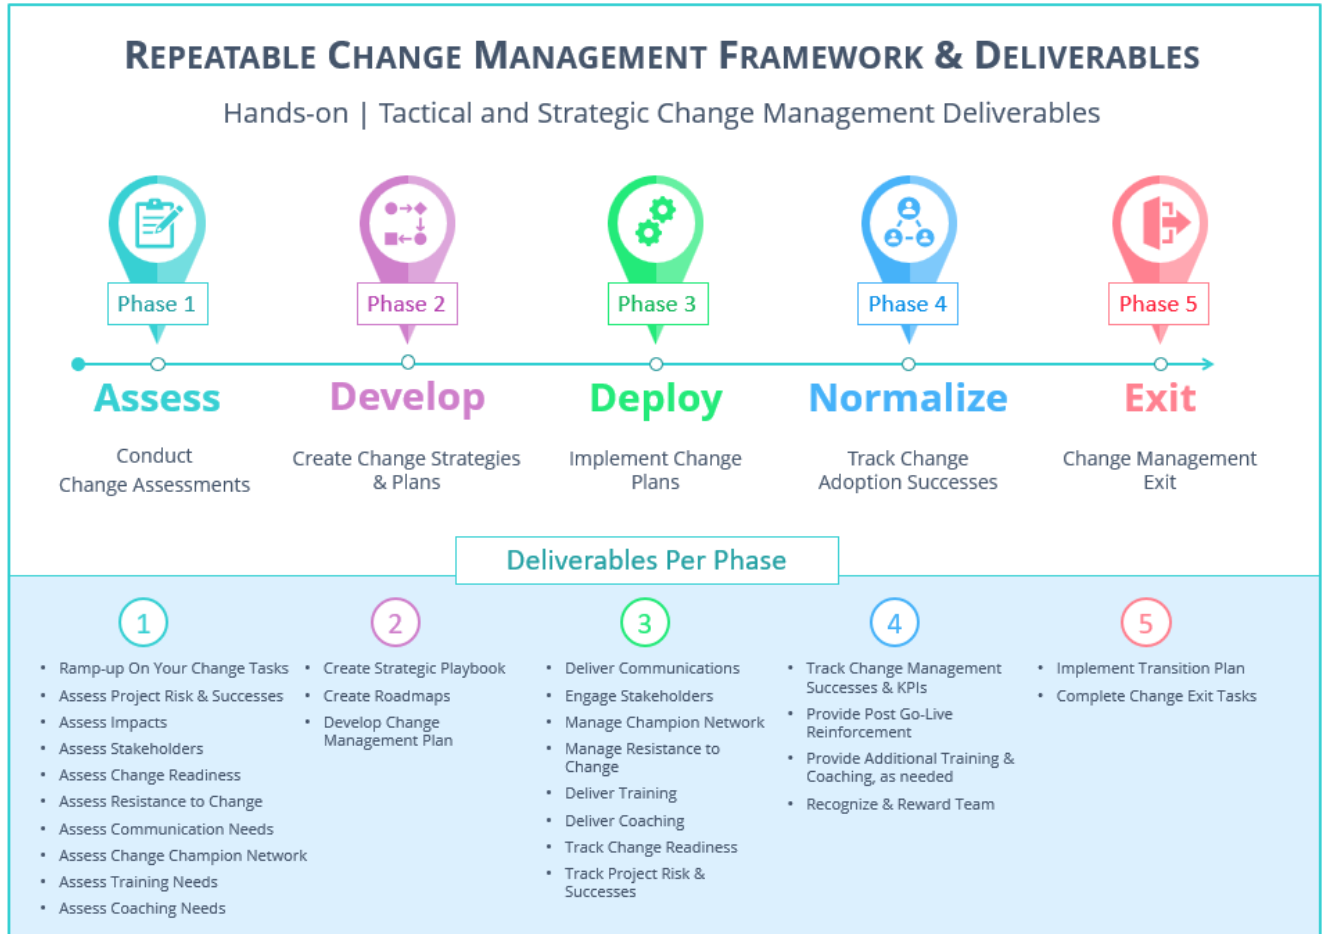 REPEATABLE CHANGE MANAGEMENT FRAMEWORK & DELIVERABLES
Hands-on | Tactical and Strategic Change Management Deliverables
Phase 1
Phase 2
Phase 3
Phase 4
Phase 5
Assess
Develop
Deploy
Normalize
Exit
Conduct
Change Assessments
Create Change Strategies
& Plans
Implement Change
Plans
Track Change
Adoption Successes
Change Management
Exit
Deliverables Per Phase
1
• Ramp-up On Your Change Tasks
• Assess Project Risk & Successes
• Assess Impacts
• Assess Stakeholders
• Assess Change Readiness
• Assess Resistance to Change
• Assess Communication Needs
• Assess Change Champion Network
• Assess Training Needs
• Assess Coaching Needs
2
• Create Strategic Playbook
• Create Roadmaps
• Develop Change
Management Plan
3
• Deliver Communications
• Engage Stakeholders
• Manage Champion Network
• Manage Resistance to
Change
• Deliver Training
• Deliver Coaching
• Track Change Readiness
• Track Project Risk &
Successes
4
• Track Change Management
Successes & KPIs
• Provide Post Go-Live
Reinforcement
• Provide Additional Training &
Coaching, as needed
• Recognize & Reward Team
5
• Implement Transition Plan
• Complete Change Exit Tasks